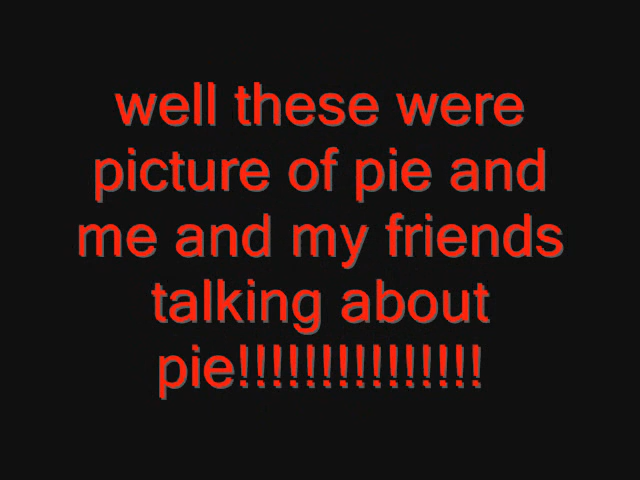 well these were
picture of pie and
me and my friends
talking about
pie!!!!!!!!!!!!!!!